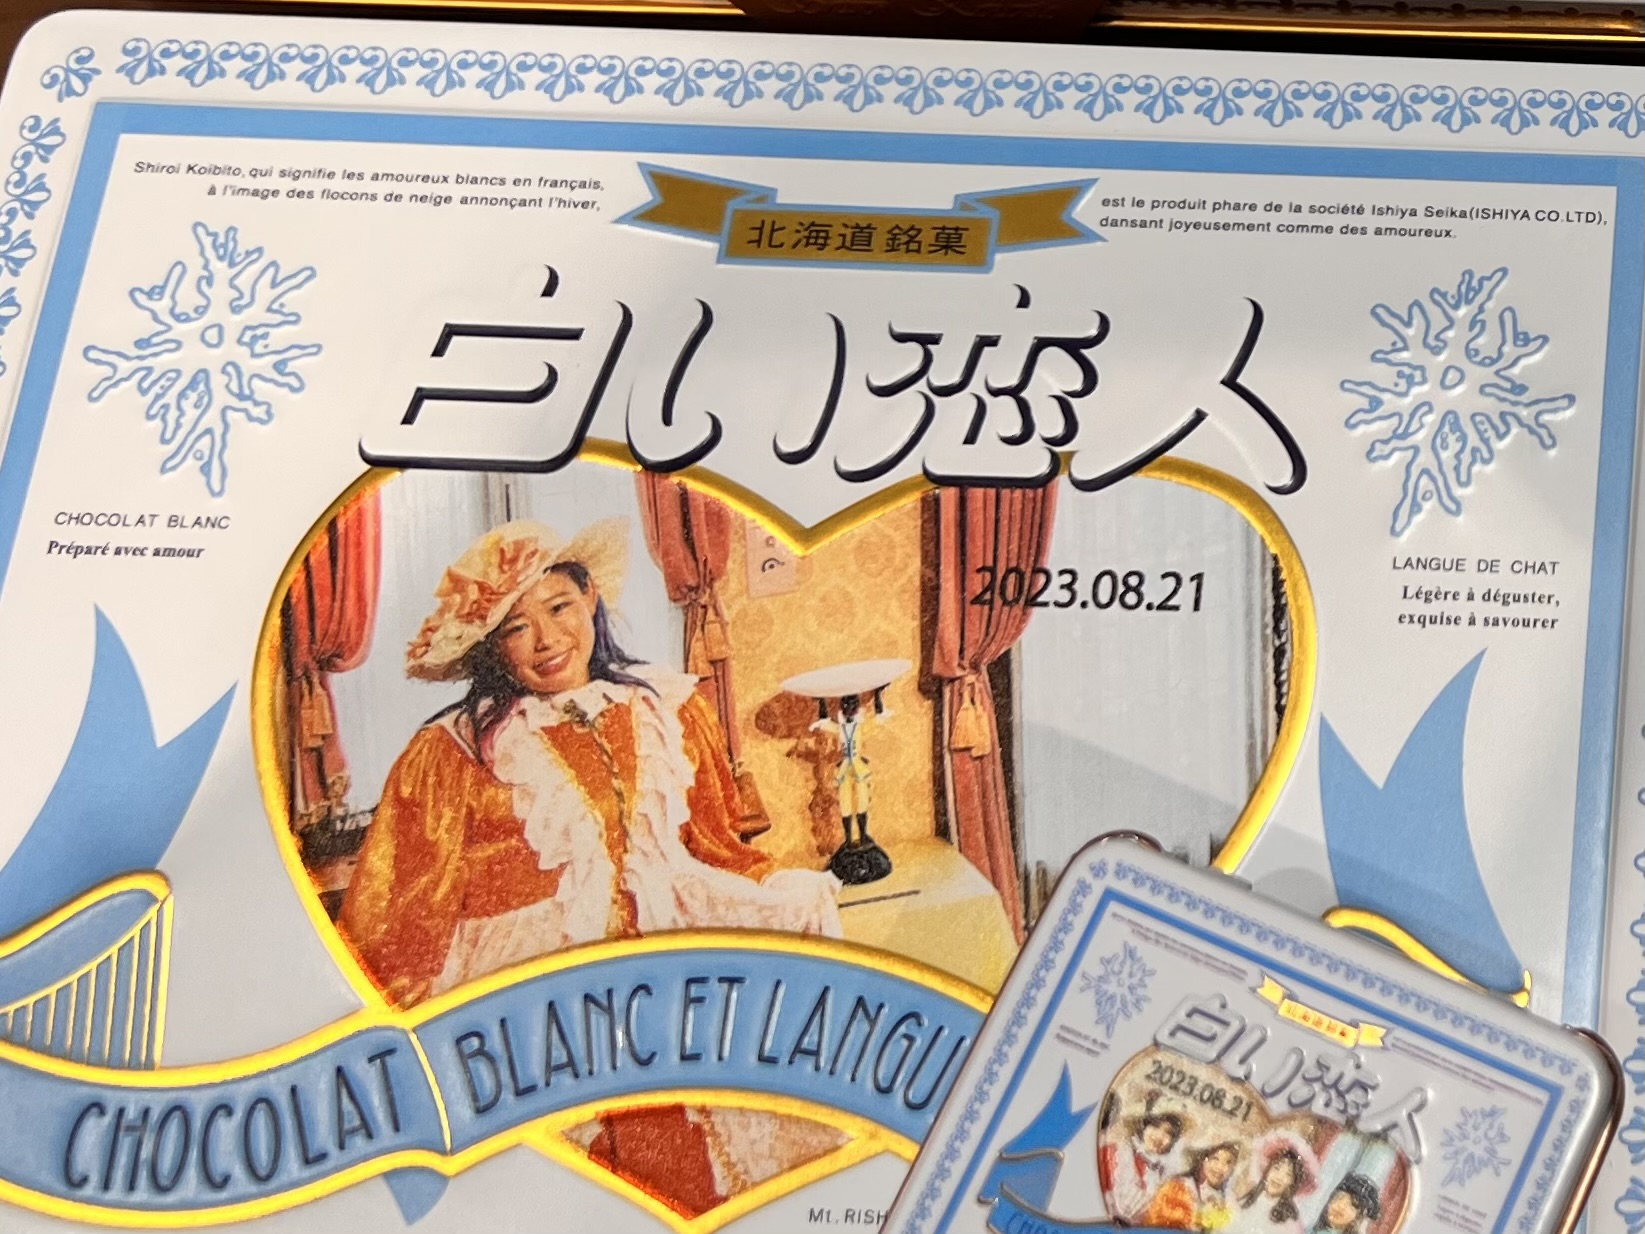 Shiroi Koibito, qui signifie les amoureux blancs en français,
à l'image des flocons de neige annonçant l'hiver,
北海道銘菓
est le produit phare de la société Ishiya Seika(ISHIYA CO.LTD),
dansant joyeusement comme des amoureux.
白い恋人
CHOCOLAT BLANC
Préparé avec amour
LANGUE DE CHAT
Légère à déguster,
exquise à savourer
2023.08.21
CHOCOLAT BLANC ET LANGU
Mt. RISH
白い恋人
2023.08.21